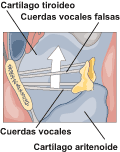 Cartílago tiroideo
Cuerdas vocales falsas
Cuerdas vocales
Cartílago aritenoide